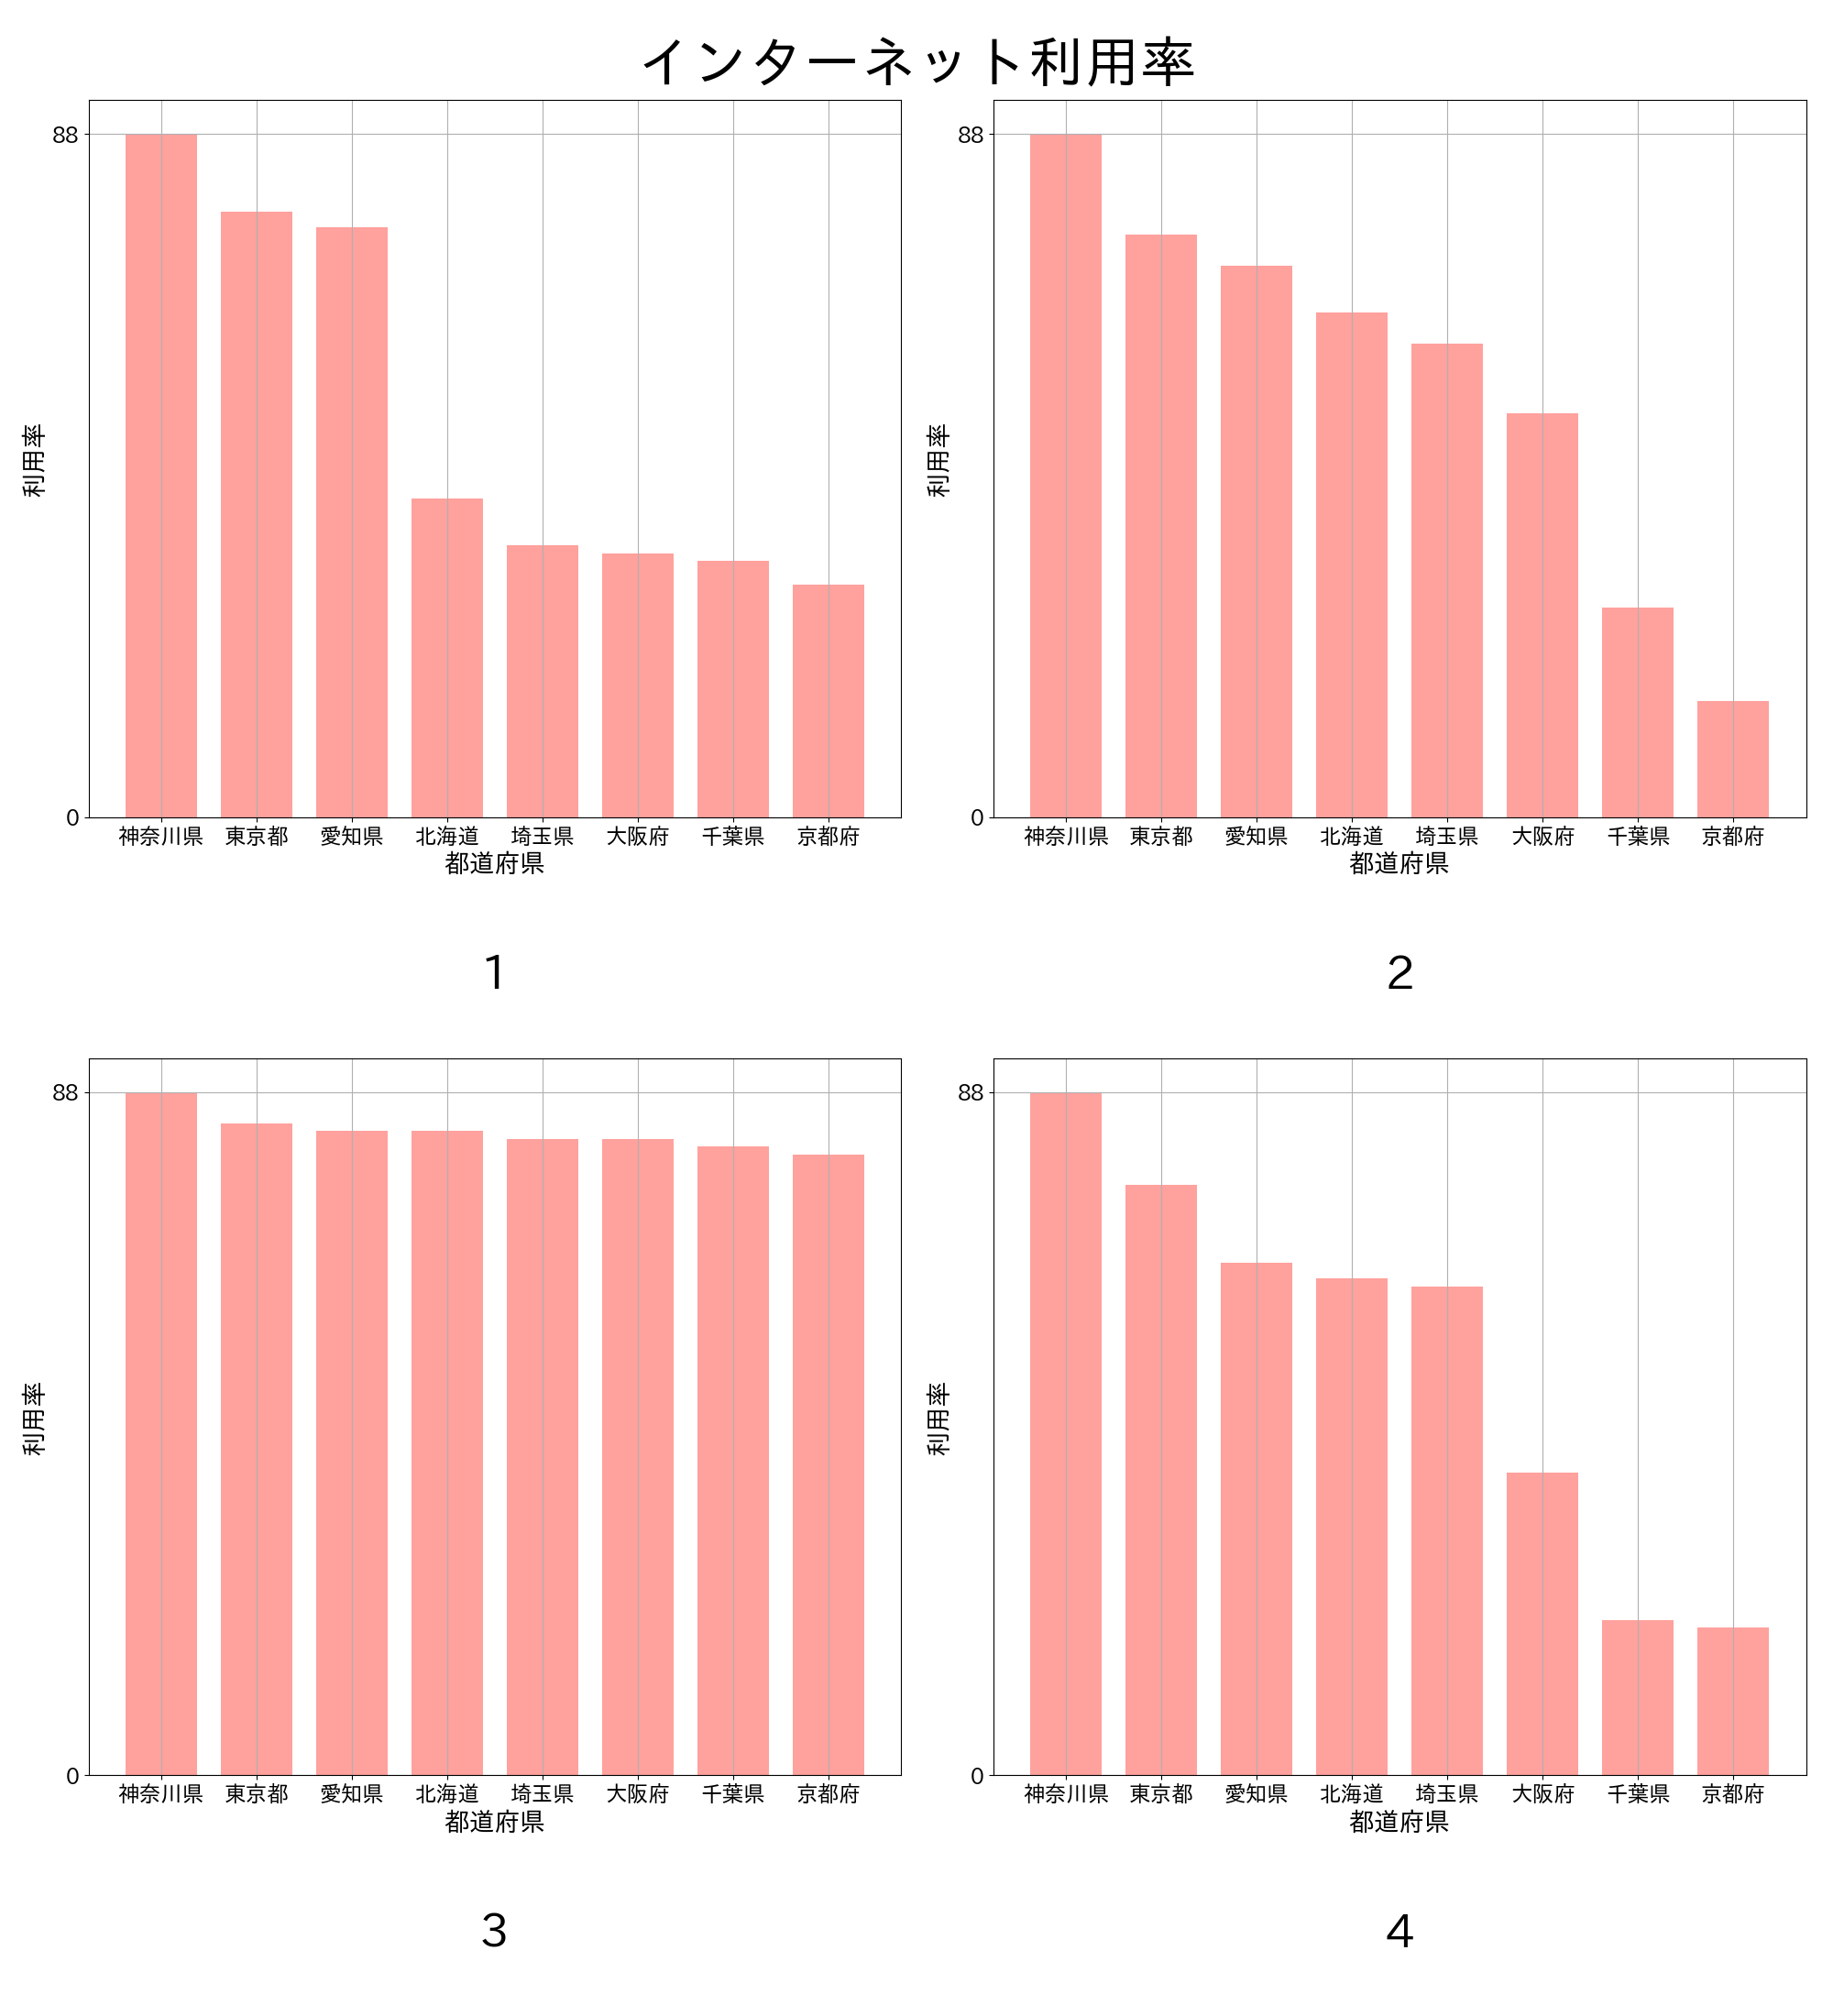 インターネット利用率
88
0
利用率
神奈川県 東京都 愛知県 北海道 埼玉県 大阪府 千葉県 京都府
都道府県
1
88
0
利用率
神奈川県 東京都 愛知県 北海道 埼玉県 大阪府 千葉県 京都府
都道府県
2
88
0
利用率
神奈川県 東京都 愛知県 北海道 埼玉県 大阪府 千葉県 京都府
都道府県
3
88
0
利用率
神奈川県 東京都 愛知県 北海道 埼玉県 大阪府 千葉県 京都府
都道府県
4